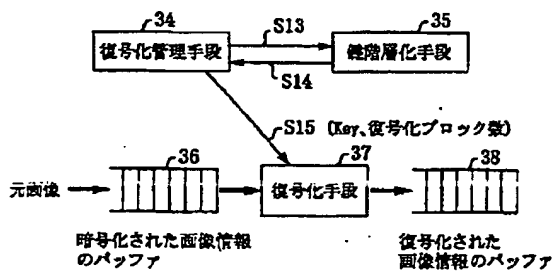 34
35
復号化管理手段
S13
S14
鍵階層化手段
S15 (Key、復号化ブロック数)
36
37
38
元画像
復号化手段
暗号化された画像情報
のバッファ
復号化された
画像情報のバッファ